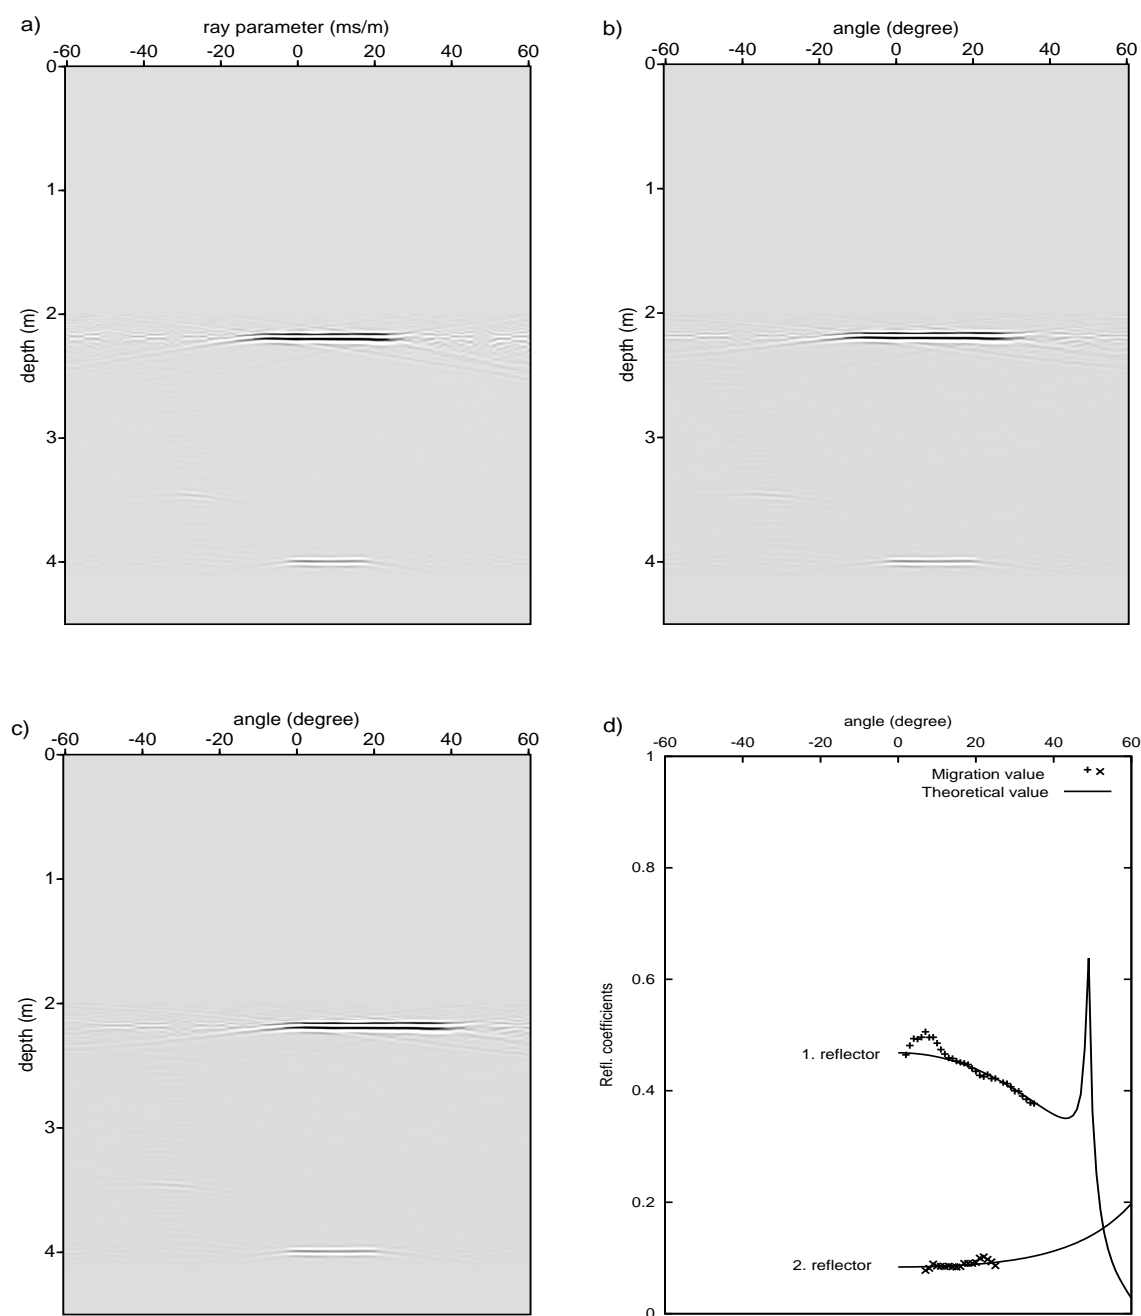 a)
ray parameter (ms/m)
-60 -40 -20 0 20 40 60
0
1
2
3
4
depth (m)
b)
angle (degree)
-60 -40 -20 0 20 40 60
0
1
2
3
4
depth (m)
c)
angle (degree)
-60 -40 -20 0 20 40 60
0
1
2
3
4
depth (m)
d)
angle (degree)
-60 -40 -20 0 20 40 60
1
0.8
0.6
0.4
0.2
0
Refl. coefficients
Migration value
Theoretical value
1. reflector
2. reflector